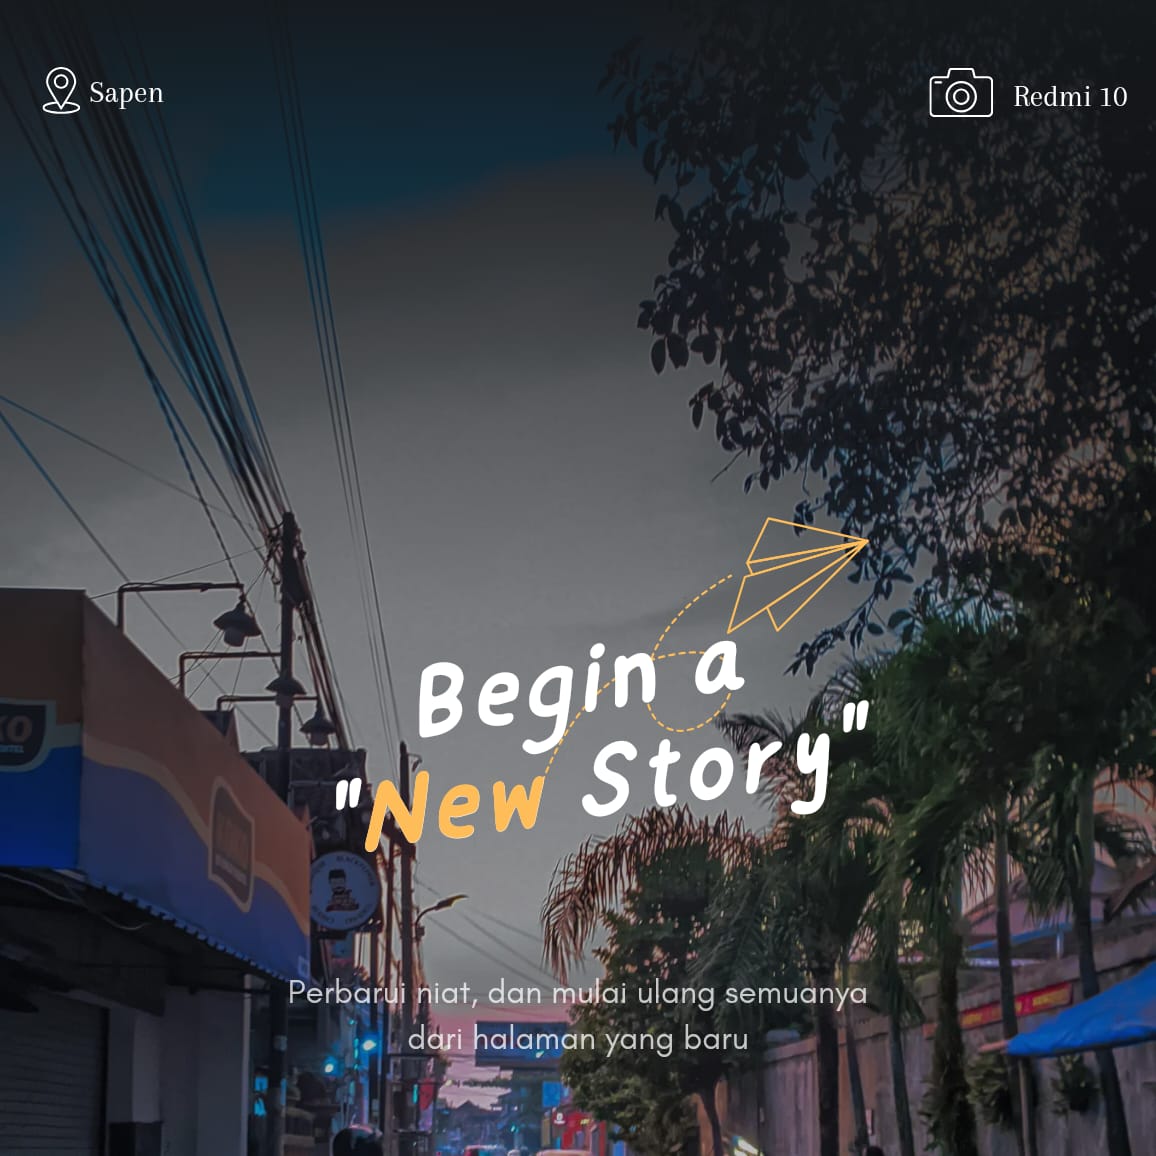 Sapen
Redmi 10
Begin a
"New Story"
Perbarui niat, dan mulai ulang semuanya
dari halaman yang baru